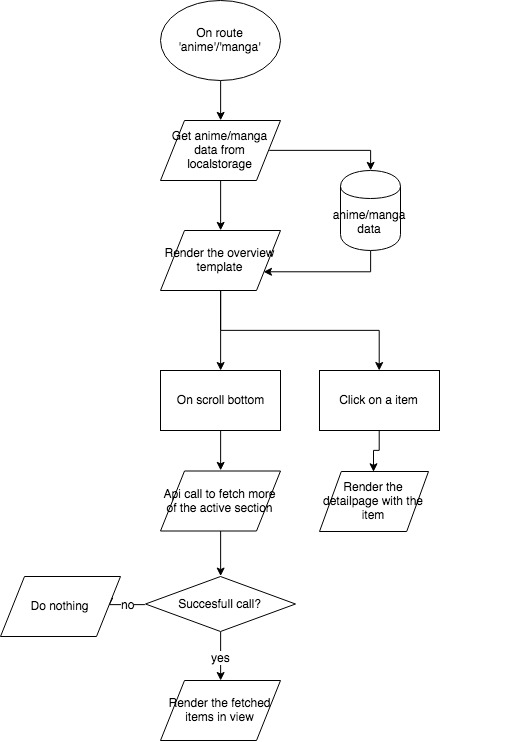 On route
'anime'/'manga'
Get anime/manga
data from
localstorage
anime/manga
data
Render the overview
template
On scroll bottom
Click on a item
Api call to fetch more
of the active section
Render the
detailpage with the
item
Do nothing
no
Succesfull call?
yes
Render the fetched
items in view